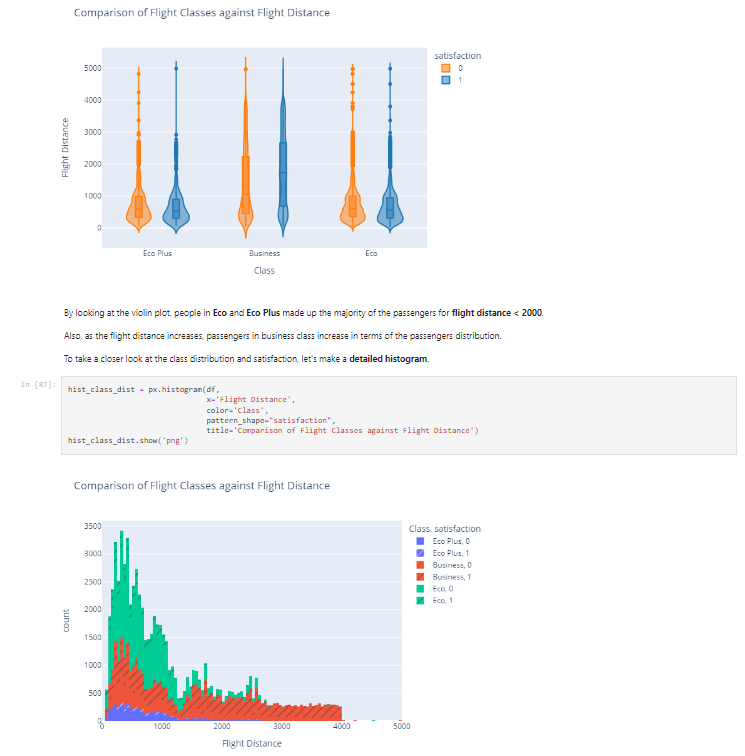 Comparison of Flight Classes against Flight Distance
satisfaction
0
1
5000
4000
3000
2000
1000
0
Flight Distance
Eco Plus
Business
Eco
Class
By looking at the violin plot, people in Eco and Eco Plus made up the majority of the passengers for flight distance < 2000.
Also, as the flight distance increases, passengers in business class increase in terms of the passengers distribution.
To take a closer look at the class distribution and satisfaction, let's make a detailed histogram.
In [87]:
hist_class_dist = px.histogram(df,
x='Flight Distance',
color='Class',
pattern_shape="satisfaction",
title='Comparison of Flight Classes against Flight Distance')
hist_class_dist.show('png')
Comparison of Flight Classes against Flight Distance
Class, satisfaction
Eco Plus, 0
Eco Plus, 1
Business, 0
Business, 1
Eco, 0
Eco, 1
3500
3000
2500
2000
1500
1000
500
0
count
0
1000
2000
3000
4000
5000
Flight Distance